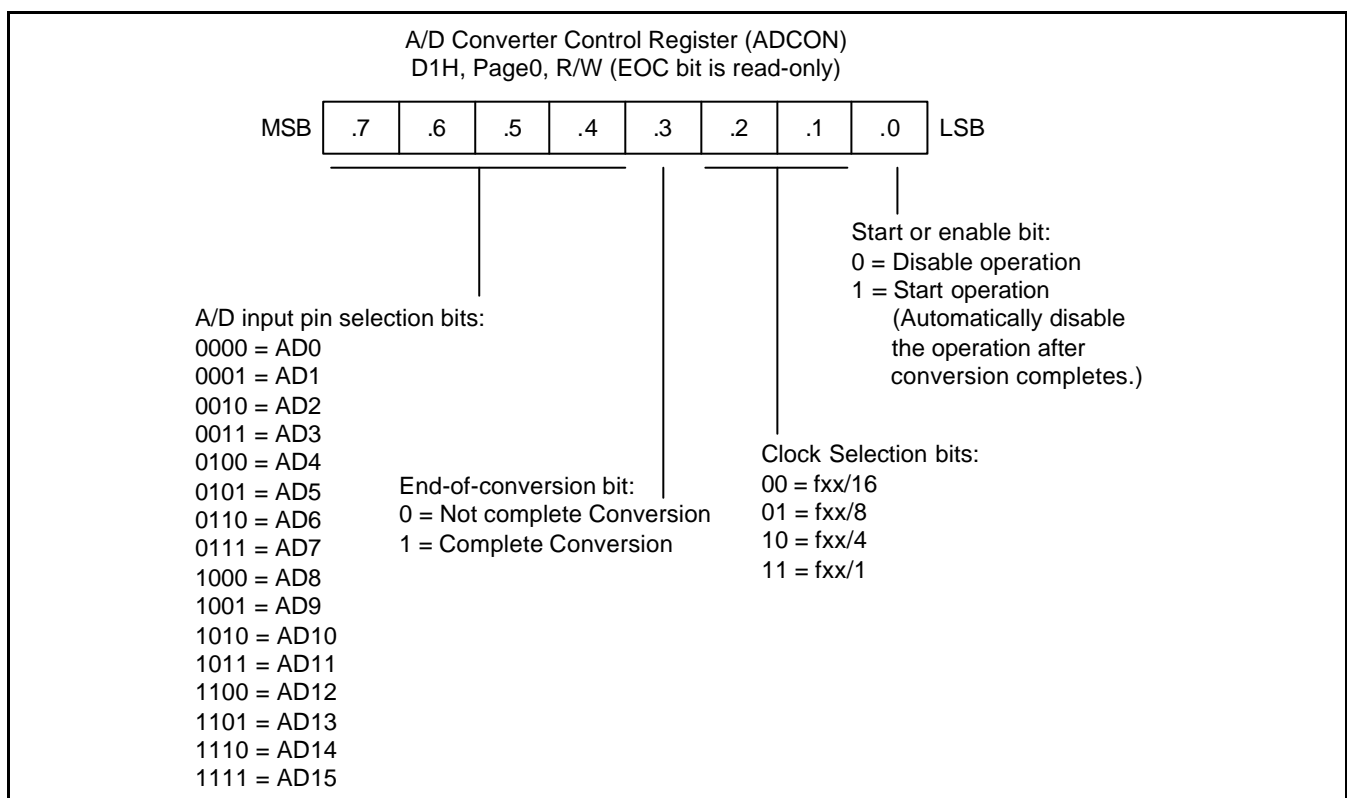 A/D Converter Control Register (ADCON)
D1H, Page0, R/W (EOC bit is read-only)
MSB .7 .6 .5 .4 .3 .2 .1 .0 LSB
Start or enable bit:
0 = Disable operation
1 = Start operation
(Automatically disable
the operation after
conversion completes.)
A/D input pin selection bits:
0000 = AD0
0001 = AD1
0010 = AD2
0011 = AD3
0100 = AD4
0101 = AD5
0110 = AD6
0111 = AD7
1000 = AD8
1001 = AD9
1010 = AD10
1011 = AD11
1100 = AD12
1101 = AD13
1110 = AD14
1111 = AD15
End-of-conversion bit:
0 = Not complete Conversion
1 = Complete Conversion
Clock Selection bits:
00 = fxx/16
01 = fxx/8
10 = fxx/4
11 = fxx/1